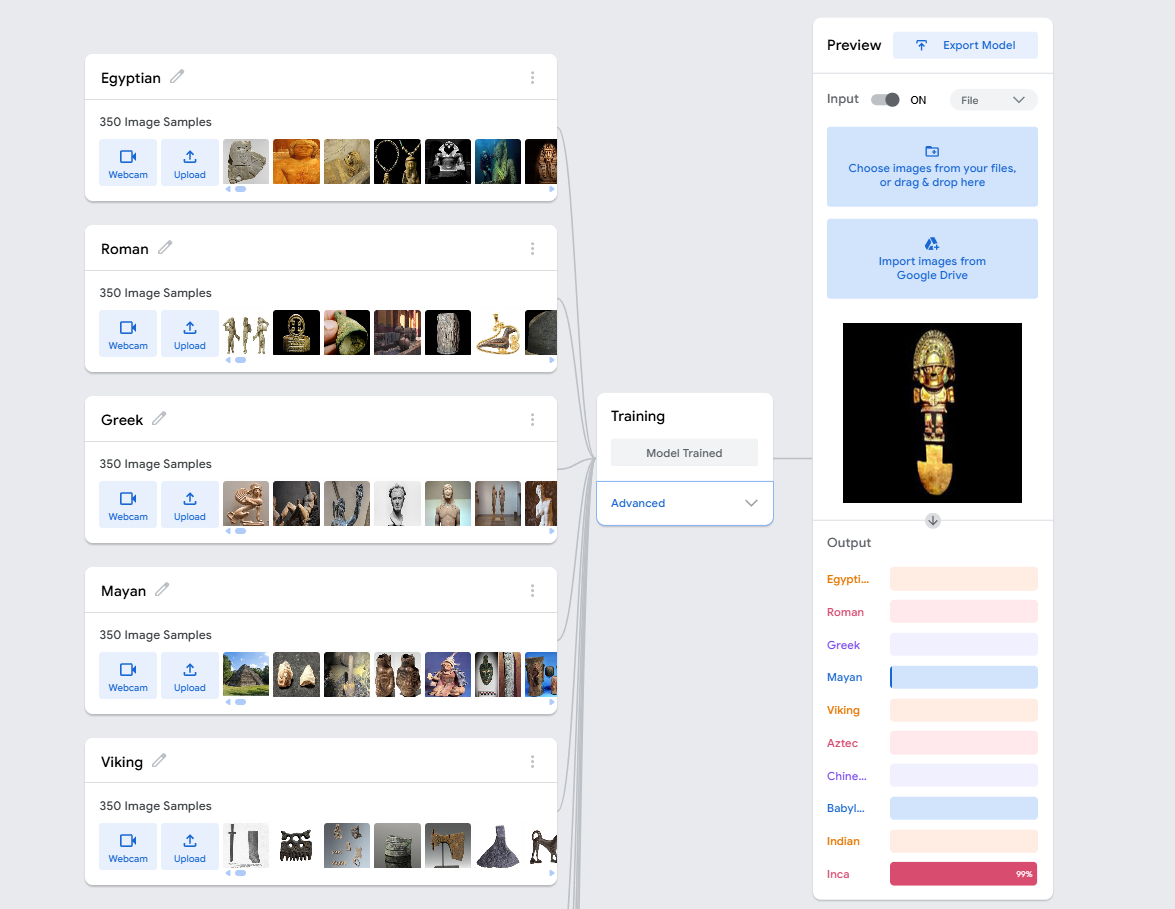 Egyptian
350 Image Samples
Webcam
Upload
Roman
350 Image Samples
Webcam
Upload
Greek
350 Image Samples
Webcam
Upload
Mayan
350 Image Samples
Webcam
Upload
Viking
350 Image Samples
Webcam
Upload
Training
Model Trained
Advanced
Preview
Export Model
Input
ON
File
Choose images from your files,
or drag & drop here
Import images from
Google Drive
Output
Egypti...
Roman
Greek
Mayan
Viking
Aztec
Chine...
Babyl...
Indian
Inca
99%